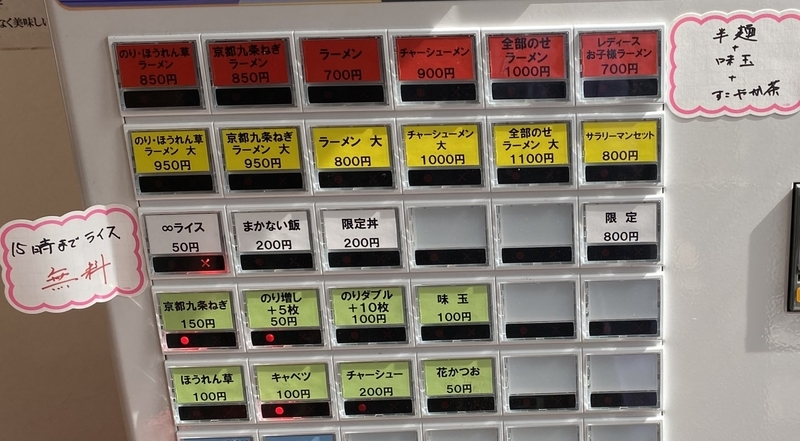 なく美味しい
のり・ほうれん草
ラーメン
850円
京都九条ねぎ
ラーメン
850円
ラーメン
700円
チャーシューメン
900円
全部のせ
ラーメン
1000円
レディース
お子様ラーメン
700円
半麺
+
味玉
+
すこやか茶
のり・ほうれん草
ラーメン 大
950円
京都九条ねぎ
ラーメン 大
950円
ラーメン 大
800円
チャーシューメン
大
1000円
全部のせ
ラーメン 大
1100円
サラリーマンセット
800円
15時までライス
無料
∞ライス
50円
まかない飯
200円
限定丼
200円
限定
800円
京都九条ねぎ
150円
のり増し
+5枚
50円
のりダブル
+10枚
100円
味玉
100円
ほうれん草
100円
キャベツ
100円
チャーシュー
200円
花かつお
50円